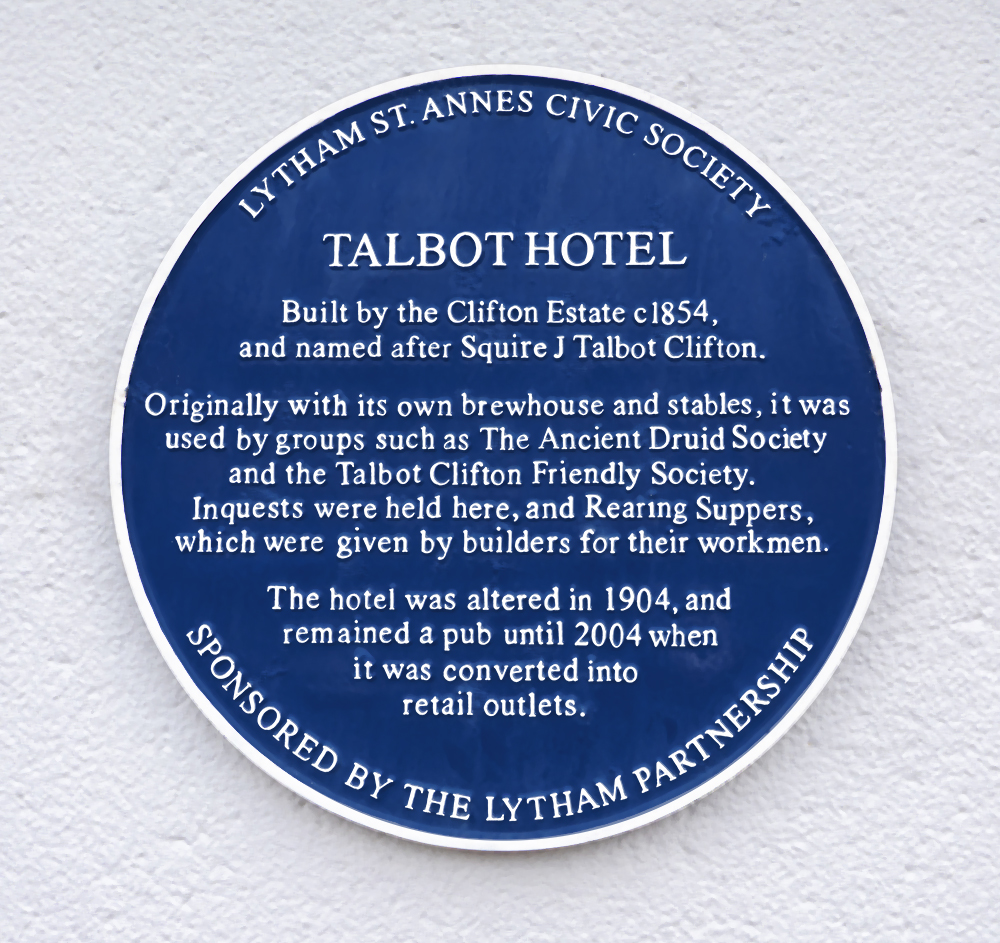 LYTHAM ST. ANNES CIVIC SOCIETY
TALBOT HOTEL
Built by the Clifton Estate c1854,
and named after Squire J Talbot Clifton.
Originally with its own brewhouse and stables, it was
used by groups such as The Ancient Druid Society
and the Talbot Clifton Friendly Society.
Inquests were held here, and Rearing Suppers,
which were given by builders for their workmen.
The hotel was altered in 1904, and
remained a pub until 2004 when
it was converted into
retail outlets.
SPONSORED BY THE LYTHAM PARTNERSHIP